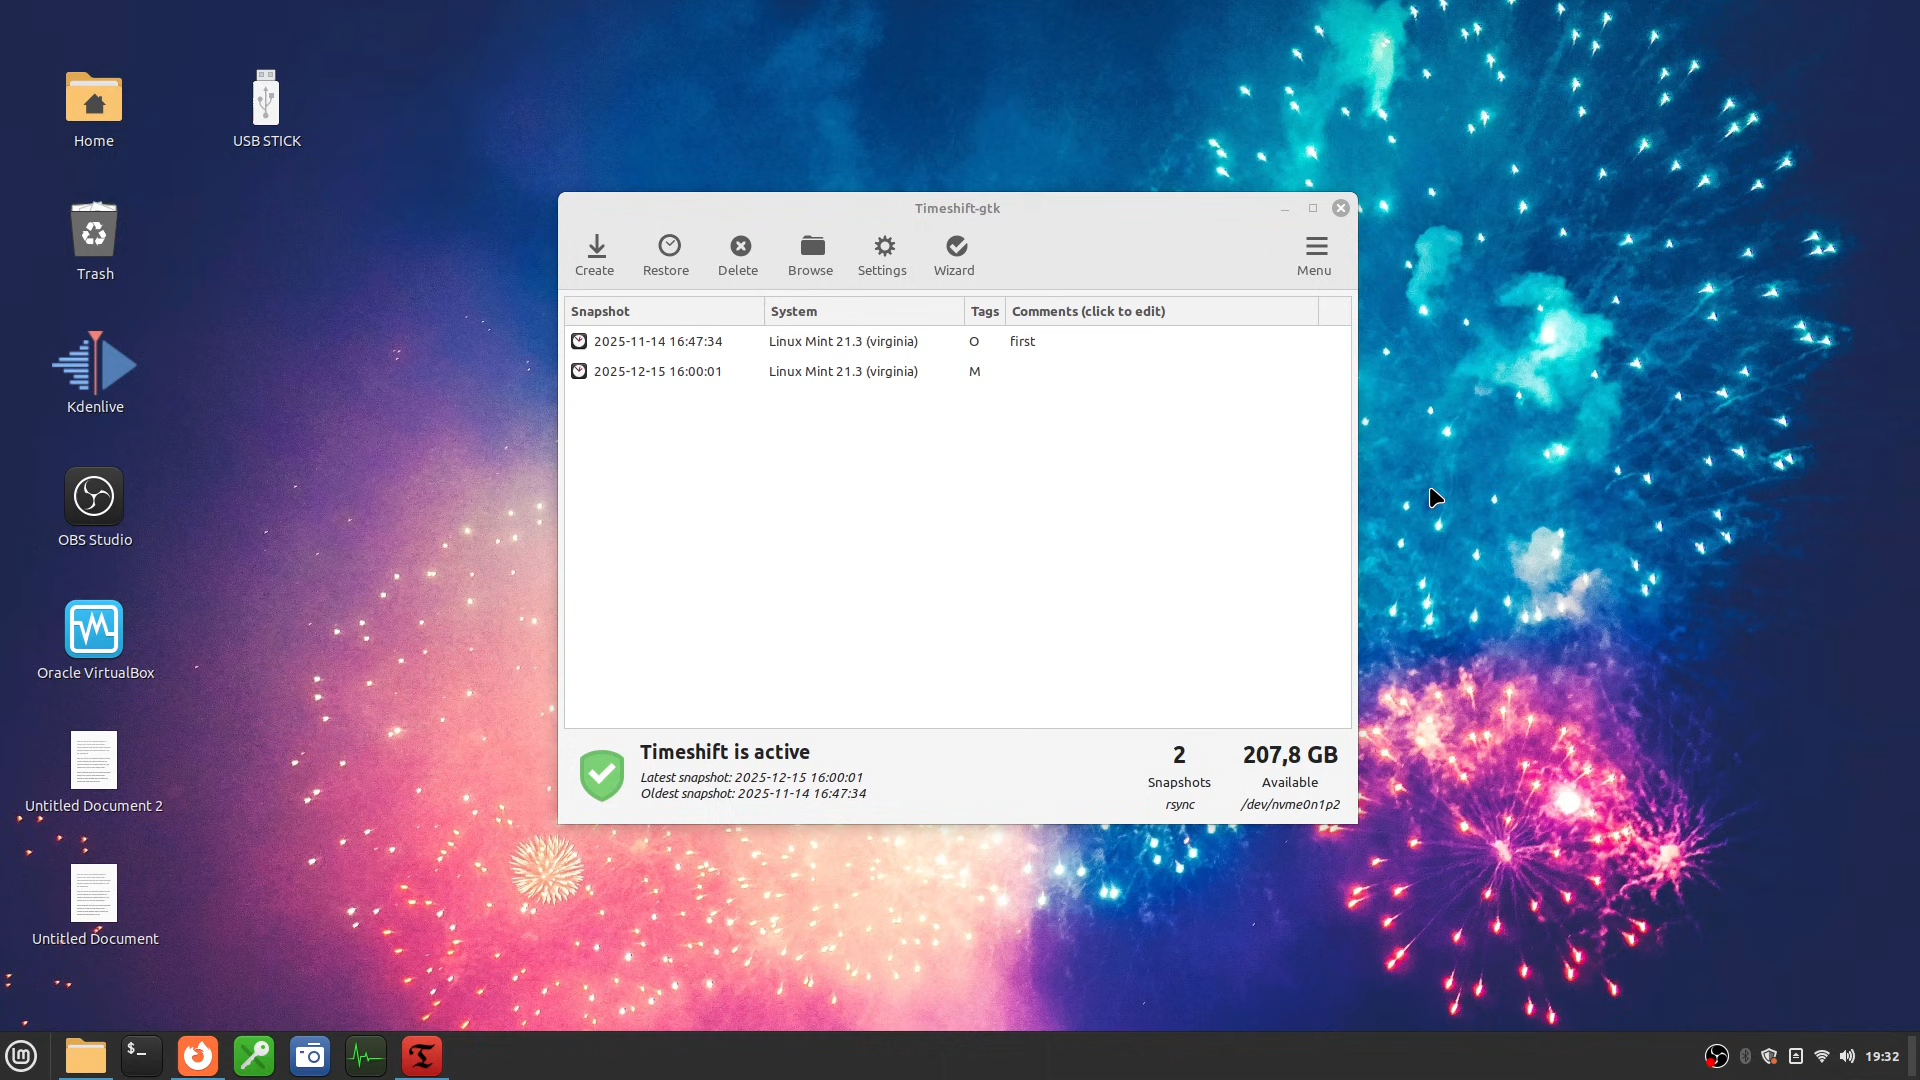 Home
USB STICK
Trash
Kdenlive
OBS Studio
Oracle VirtualBox
Untitled Document 2
Untitled Document
Timeshift-gtk
Create
Restore
Delete
Browse
Settings
Wizard
Menu
Snapshot System Tags Comments (click to edit)
2025-11-14 16:47:34 Linux Mint 21.3 (virginia) O first
2025-12-15 16:00:01 Linux Mint 21.3 (virginia) M
Timeshift is active
Latest snapshot: 2025-12-15 16:00:01
Oldest snapshot: 2025-11-14 16:47:34
2
Snapshots
rsync
207,8 GB
Available
/dev/nvme0n1p2
$_
19:32